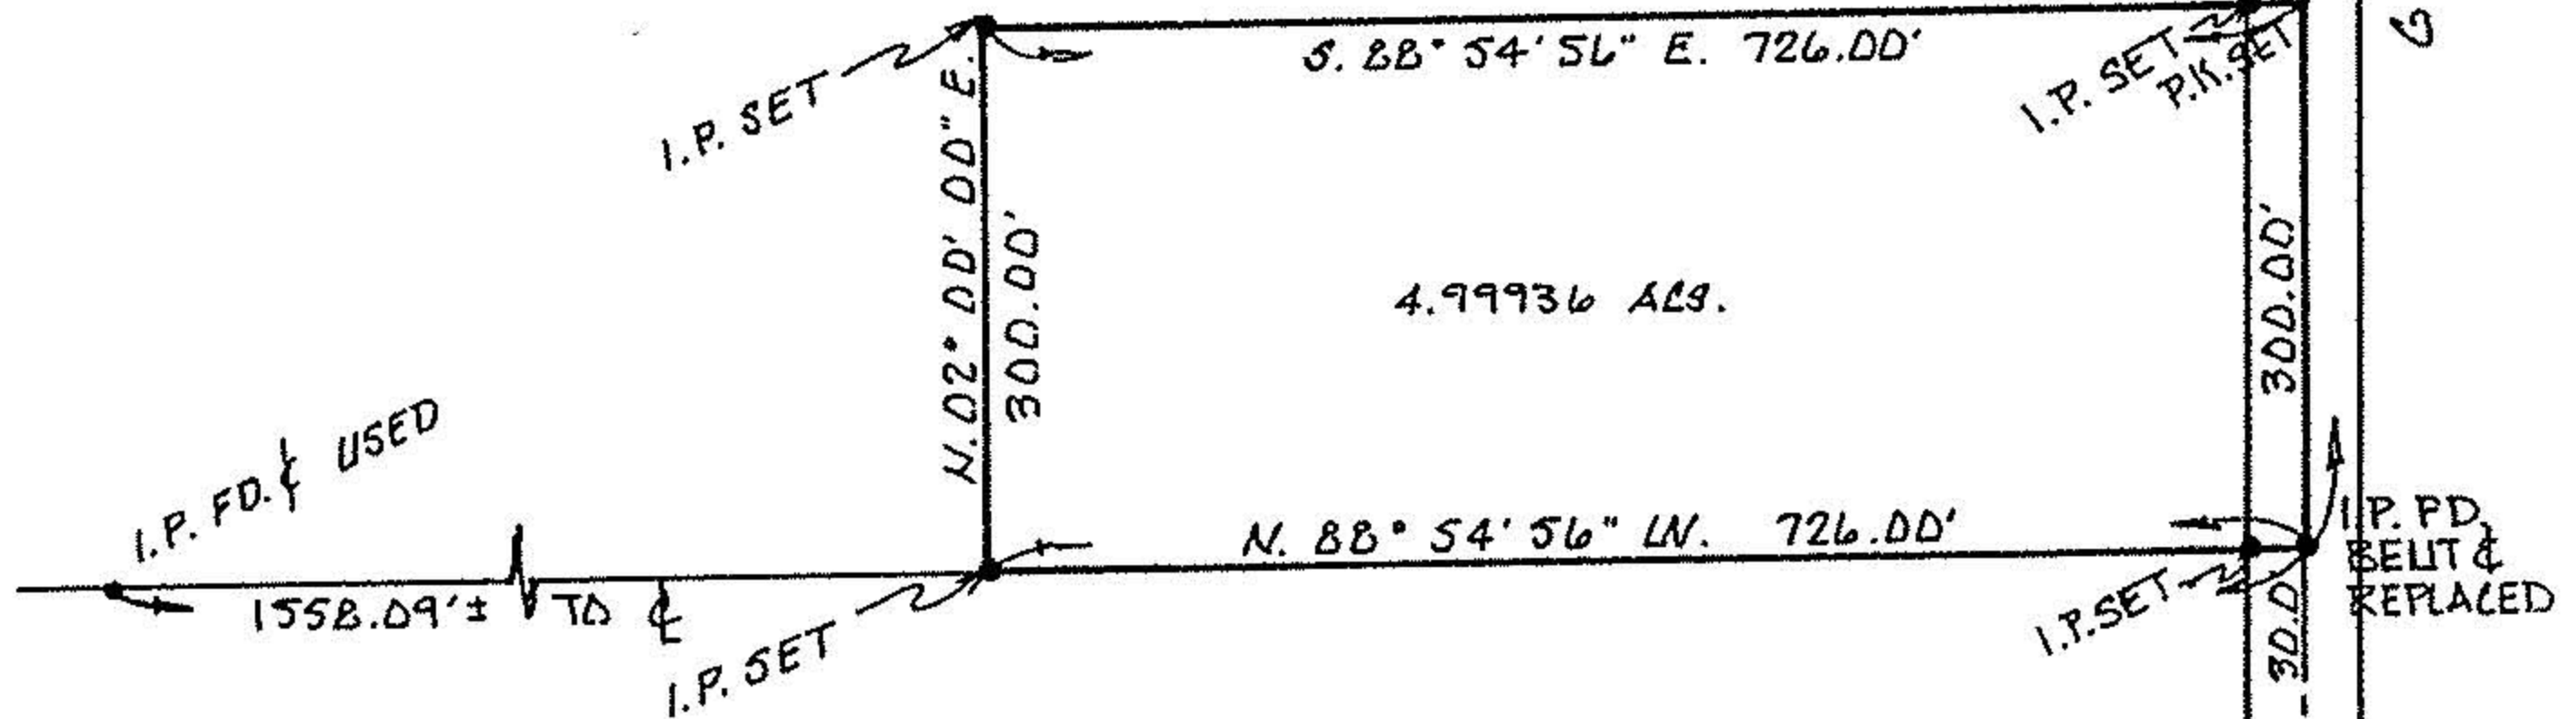 I.P. SET
S. 88° 54' 56" E. 726.00'
I.P. SET
P.K. SET
N. 02° 00' 00" E.
300.00'
4.99936 ACS.
300.00'
I.P. FD. & USED
N. 88° 54' 56" W. 726.00'
I.P. FD.
BENT &
REPLACED
1558.09'± TO ℄
I.P. SET
I.P. SET
30.0